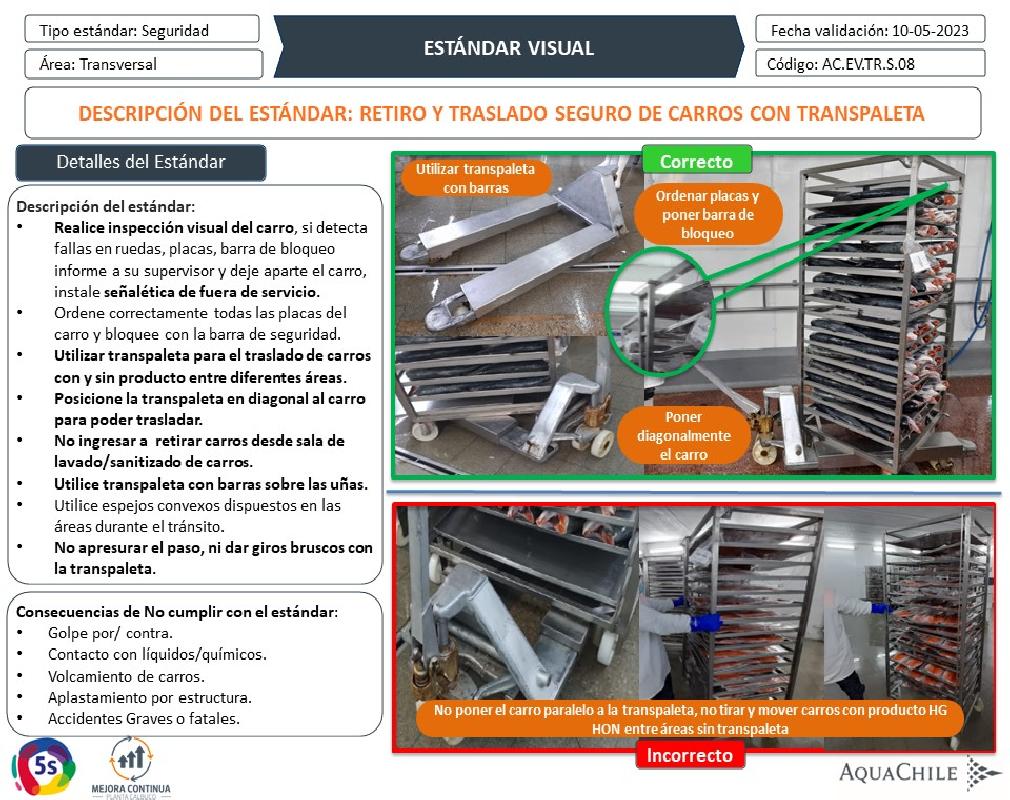 Tipo estándar: Seguridad
Área: Transversal
ESTÁNDAR VISUAL
Fecha validación: 10-05-2023
Código: AC.EV.TR.S.08
DESCRIPCIÓN DEL ESTÁNDAR: RETIRO Y TRASLADO SEGURO DE CARROS CON TRANSPALETA
Detalles del Estándar
Descripción del estándar:
• Realice inspección visual del carro, si detecta
fallas en ruedas, placas, barra de bloqueo
informe a su supervisor y deje aparte el carro,
instale señalética de fuera de servicio.
• Ordene correctamente todas las placas del
carro y bloquee con la barra de seguridad.
• Utilizar transpaleta para el traslado de carros
con y sin producto entre diferentes áreas.
• Posicione la transpaleta en diagonal al carro
para poder trasladar.
• No ingresar a retirar carros desde sala de
lavado/sanitizado de carros.
• Utilice transpaleta con barras sobre las uñas.
• Utilice espejos convexos dispuestos en las
áreas durante el tránsito.
• No apresurar el paso, ni dar giros bruscos con
la transpaleta.
Consecuencias de No cumplir con el estándar:
• Golpe por/ contra.
• Contacto con líquidos/químicos.
• Volcamiento de carros.
• Aplastamiento por estructura.
• Accidentes Graves o fatales.
Correcto
Utilizar transpaleta
con barras
Ordenar placas y
poner barra de
bloqueo
Poner
diagonalmente
el carro
No poner el carro paralelo a la transpaleta, no tirar y mover carros con producto HG
HON entre áreas sin transpaleta
Incorrecto
5s
MEJORA CONTINUA
PLANTA CALBUCO
AQUACHILE